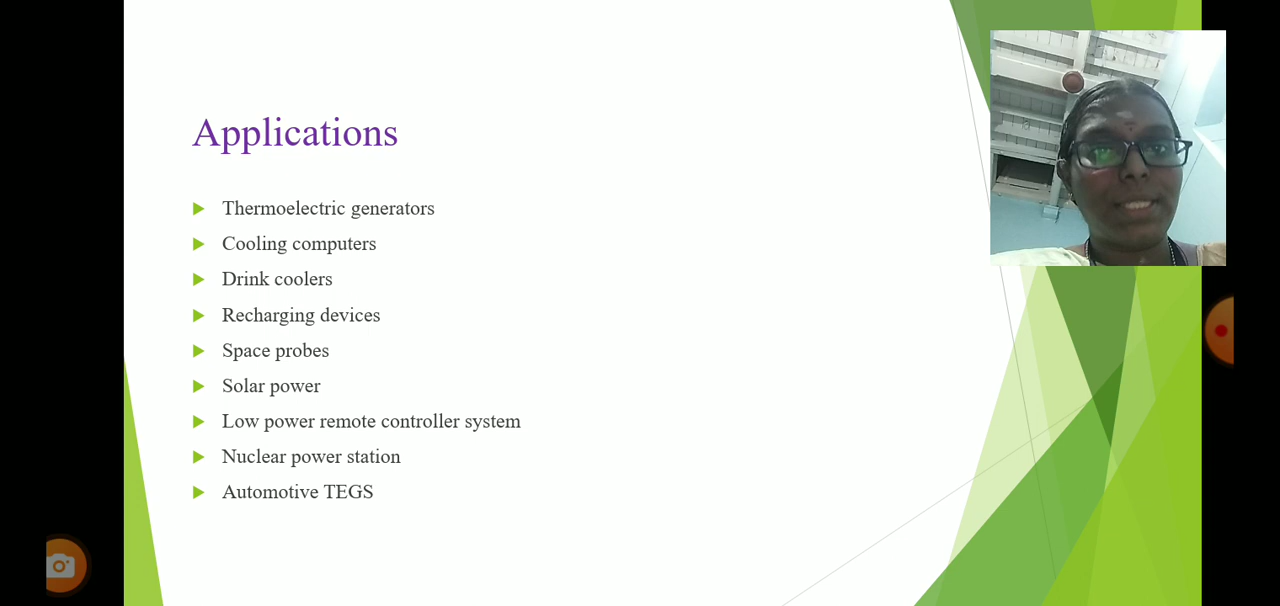 Applications
Thermoelectric generators
Cooling computers
Drink coolers
Recharging devices
Space probes
Solar power
Low power remote controller system
Nuclear power station
Automotive TEGS